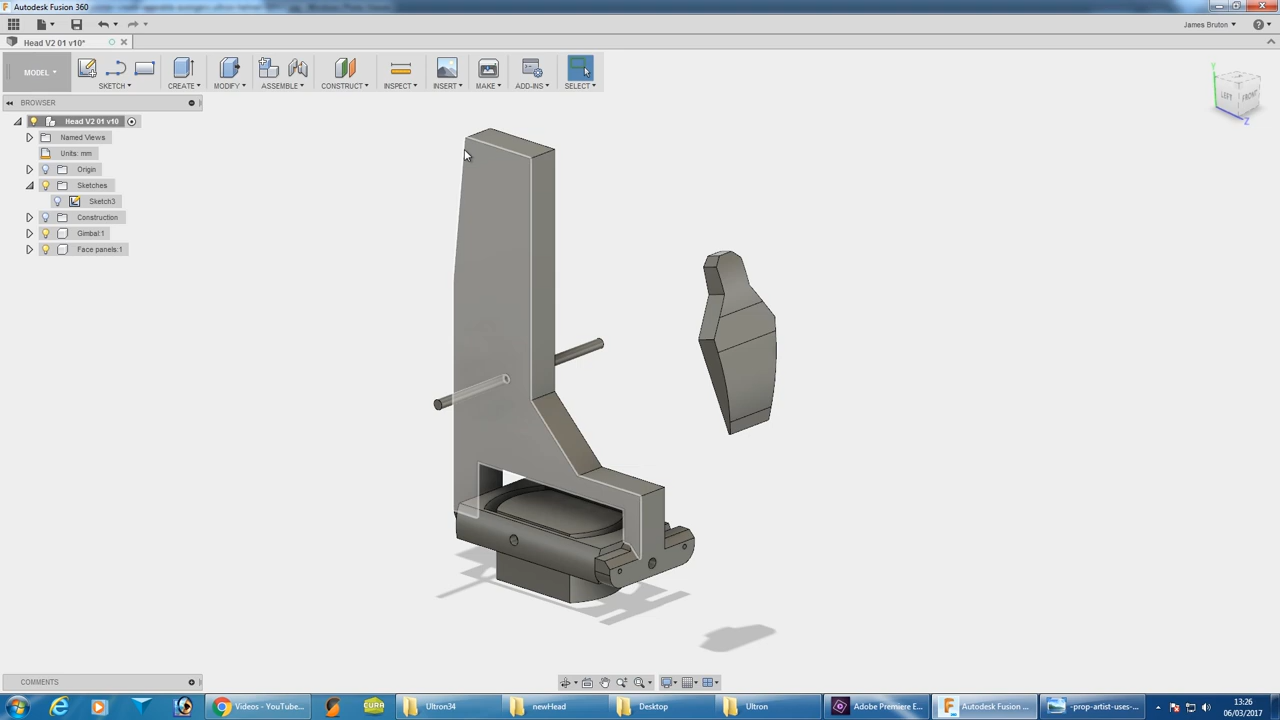 Autodesk Fusion 360
James Bruton
Head V2 01 v10*
MODEL
SKETCH
CREATE
MODIFY
ASSEMBLE
CONSTRUCT
INSPECT
INSERT
MAKE
ADD-INS
SELECT
BROWSER
Head V2 01 v10
Named Views
Units: mm
Origin
Sketches
Sketch3
Construction
Gimbal:1
Face panels:1
Y
LEFT
FRONT
Z
COMMENTS
Videos - YouTube...
CURA
Ultron34
newHead
Desktop
Ultron
Adobe Premiere E...
Autodesk Fusion ...
-prop-artist-uses-...
13:26
06/03/2017